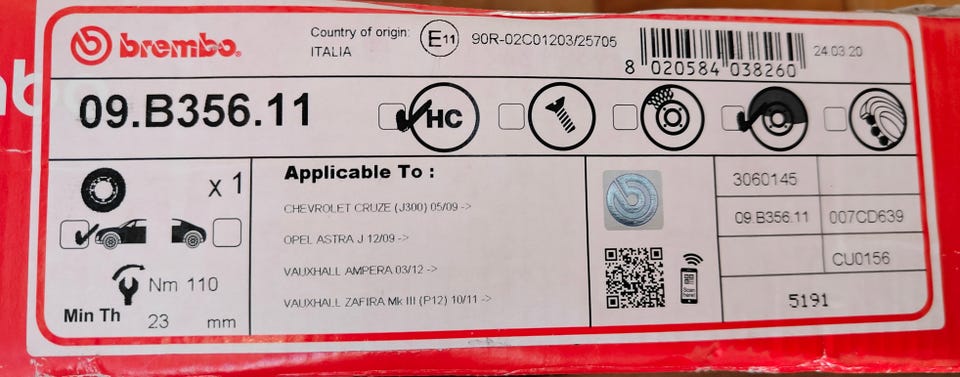 brembo
Country of origin:
ITALIA
E11
90R-02C01203/25705
8 020584 038260
24 03.20
09.B356.11
HC
x 1
Nm 110
Min Th 23 mm
Applicable To :
CHEVROLET CRUZE (J300) 05/09 ->
OPEL ASTRA J 12/09 ->
VAUXHALL AMPERA 03/12 ->
VAUXHALL ZAFIRA Mk III (P12) 10/11 ->
Scan here!
3060145
09.B356.11 007CD639
CU0156
5191